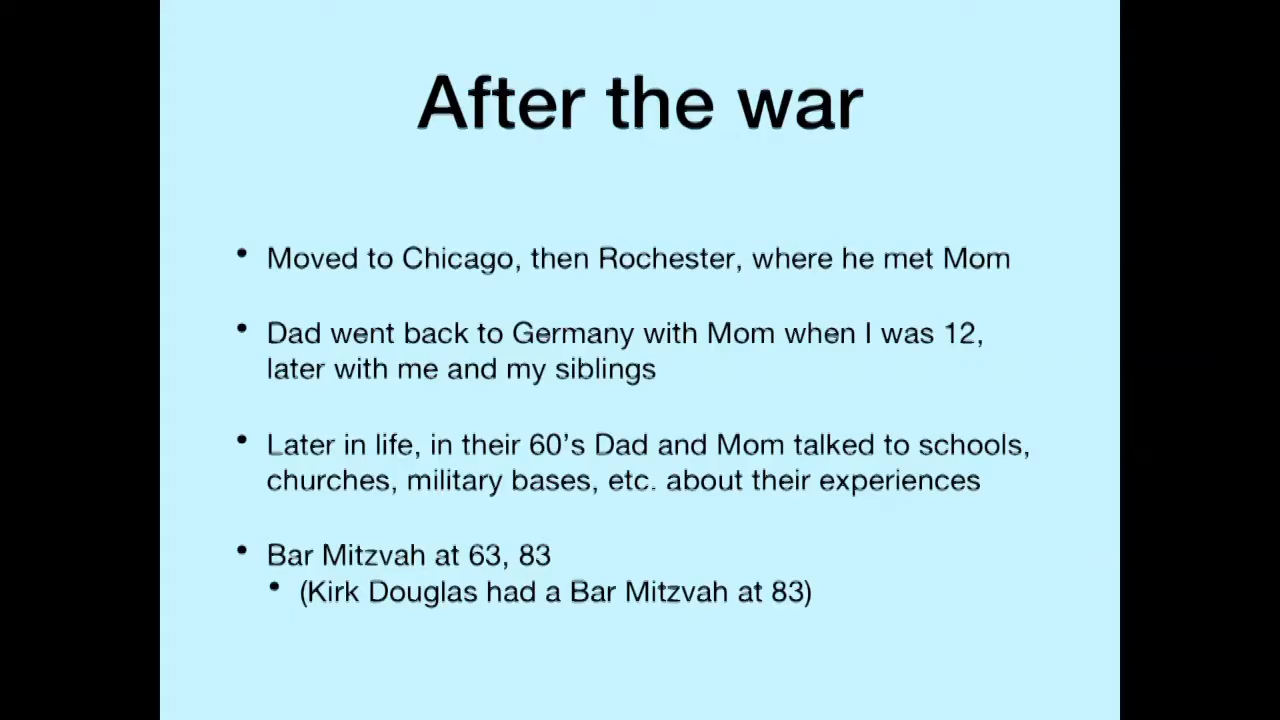 After the war
• Moved to Chicago, then Rochester, where he met Mom
• Dad went back to Germany with Mom when I was 12,
later with me and my siblings
• Later in life, in their 60’s Dad and Mom talked to schools,
churches, military bases, etc. about their experiences
• Bar Mitzvah at 63, 83
• (Kirk Douglas had a Bar Mitzvah at 83)